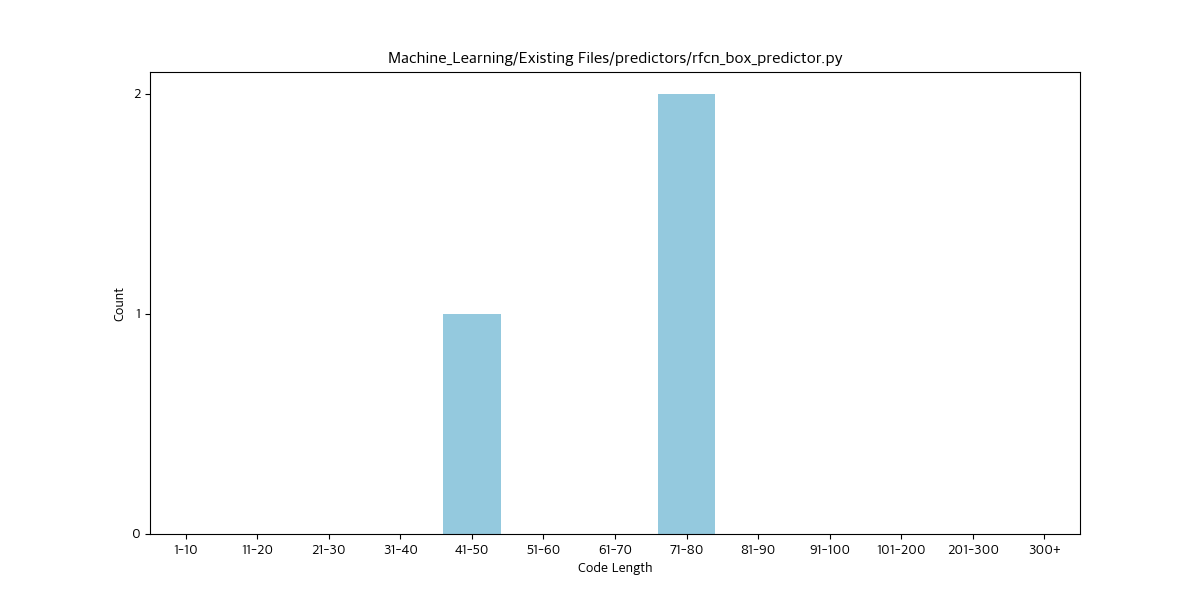 Machine_Learning/Existing Files/predictors/rfcn_box_predictor.py
2
1
0
Count
1-10 11-20 21-30 31-40 41-50 51-60 61-70 71-80 81-90 91-100 101-200 201-300 300+
Code Length